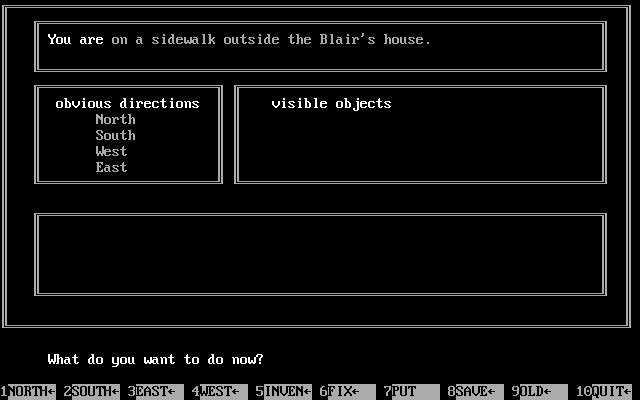 You are on a sidewalk outside the Blair's house.
obvious directions
North
South
West
East
visible objects
What do you want to do now?
1NORTH← 2SOUTH← 3EAST← 4WEST← 5INVEN← 6FIX← 7PUT 8SAVE← 9OLD← 10QUIT←